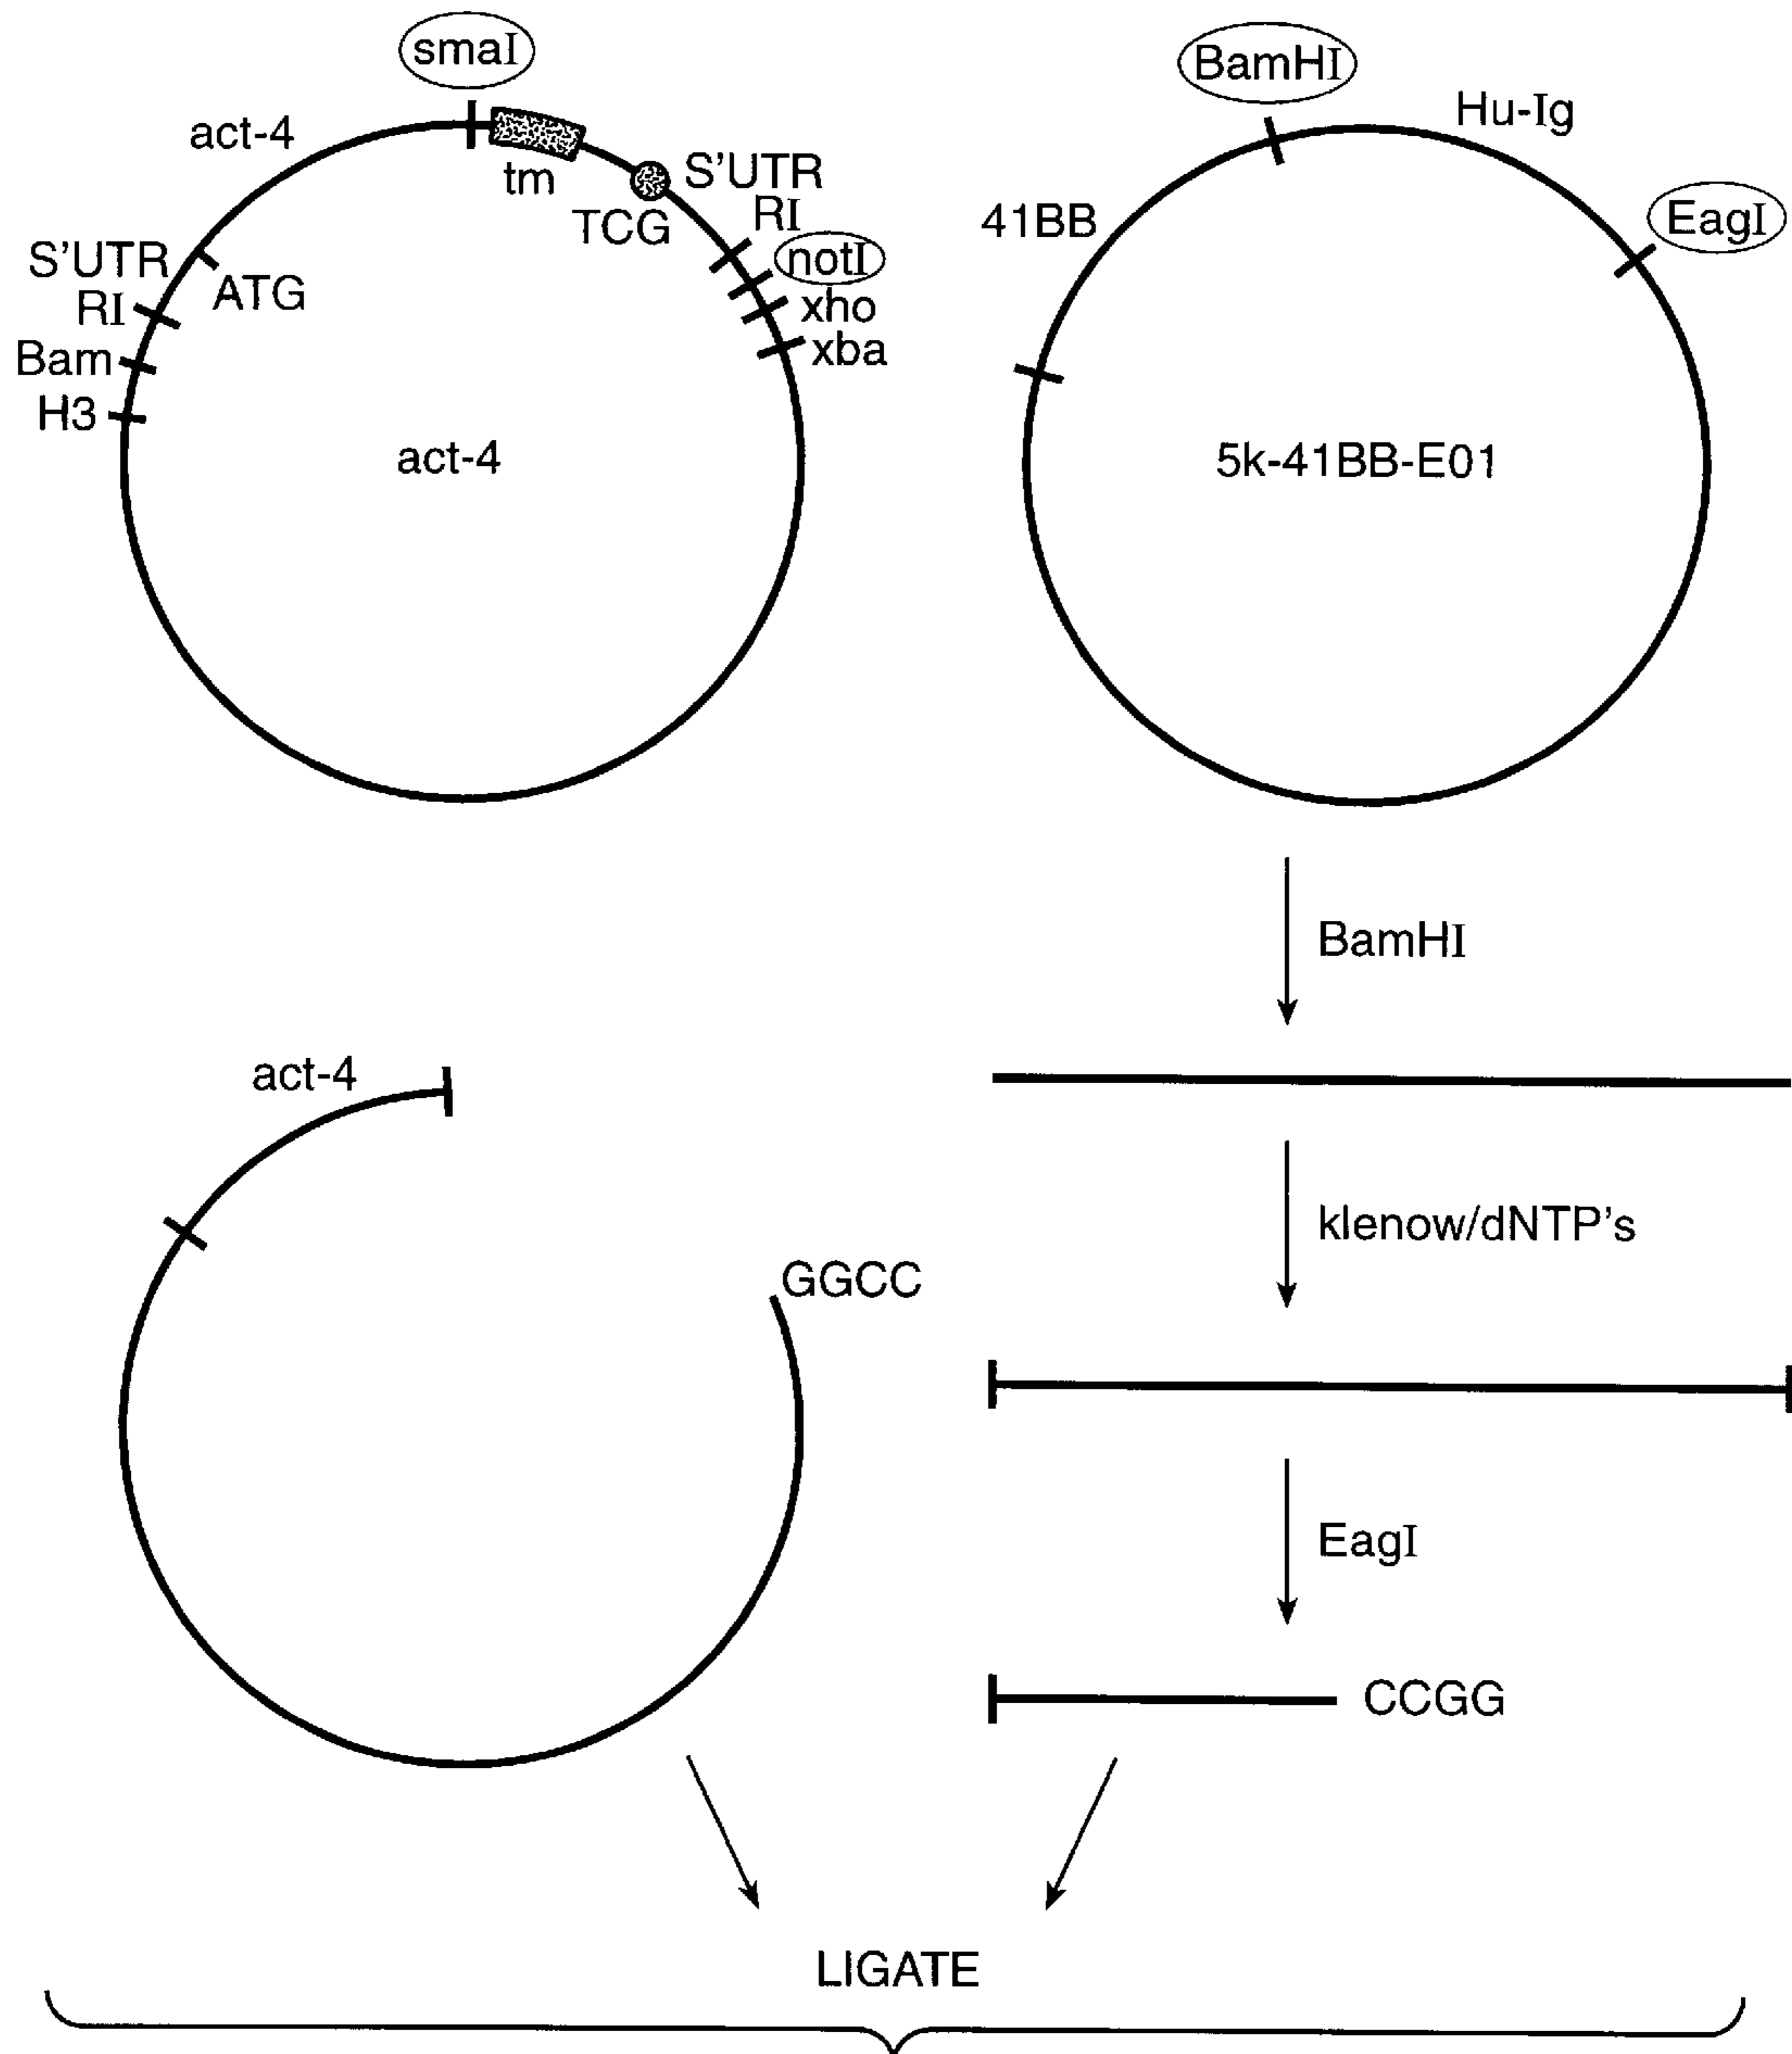 smaI
act-4
tm
TCG
S'UTR
RI
notI
xho
xba
S'UTR
RI
ATG
Bam
H3
act-4
BamHI
Hu-Ig
41BB
EagI
5k-41BB-E01
BamHI
act-4
klenow/dNTP's
GGCC
EagI
CCGG
LIGATE